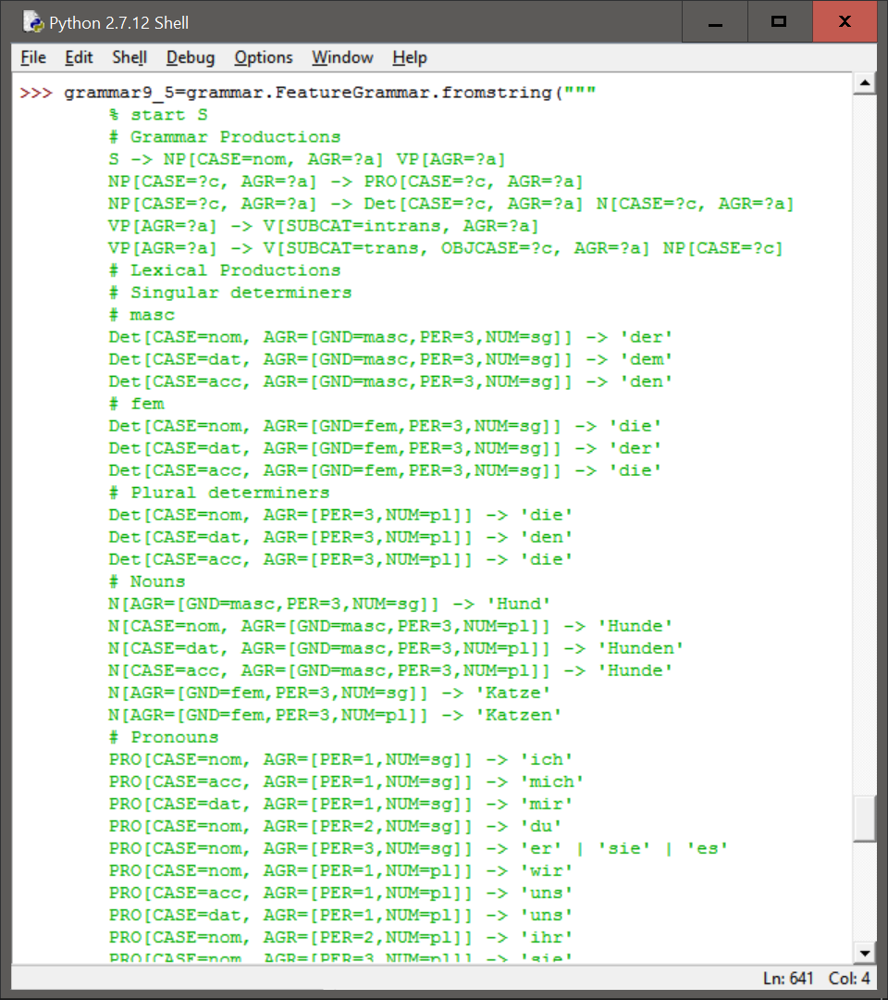 Python 2.7.12 Shell
File Edit Shell Debug Options Window Help
>>> grammar9_5=grammar.FeatureGrammar.fromstring("""
% start S
# Grammar Productions
S -> NP[CASE=nom, AGR=?a] VP[AGR=?a]
NP[CASE=?c, AGR=?a] -> PRO[CASE=?c, AGR=?a]
NP[CASE=?c, AGR=?a] -> Det[CASE=?c, AGR=?a] N[CASE=?c, AGR=?a]
VP[AGR=?a] -> V[SUBCAT=intrans, AGR=?a]
VP[AGR=?a] -> V[SUBCAT=trans, OBJCASE=?c, AGR=?a] NP[CASE=?c]
# Lexical Productions
# Singular determiners
# masc
Det[CASE=nom, AGR=[GND=masc,PER=3,NUM=sg]] -> 'der'
Det[CASE=dat, AGR=[GND=masc,PER=3,NUM=sg]] -> 'dem'
Det[CASE=acc, AGR=[GND=masc,PER=3,NUM=sg]] -> 'den'
# fem
Det[CASE=nom, AGR=[GND=fem,PER=3,NUM=sg]] -> 'die'
Det[CASE=dat, AGR=[GND=fem,PER=3,NUM=sg]] -> 'der'
Det[CASE=acc, AGR=[GND=fem,PER=3,NUM=sg]] -> 'die'
# Plural determiners
Det[CASE=nom, AGR=[PER=3,NUM=pl]] -> 'die'
Det[CASE=dat, AGR=[PER=3,NUM=pl]] -> 'den'
Det[CASE=acc, AGR=[PER=3,NUM=pl]] -> 'die'
# Nouns
N[AGR=[GND=masc,PER=3,NUM=sg]] -> 'Hund'
N[CASE=nom, AGR=[GND=masc,PER=3,NUM=pl]] -> 'Hunde'
N[CASE=dat, AGR=[GND=masc,PER=3,NUM=pl]] -> 'Hunden'
N[CASE=acc, AGR=[GND=masc,PER=3,NUM=pl]] -> 'Hunde'
N[AGR=[GND=fem,PER=3,NUM=sg]] -> 'Katze'
N[AGR=[GND=fem,PER=3,NUM=pl]] -> 'Katzen'
# Pronouns
PRO[CASE=nom, AGR=[PER=1,NUM=sg]] -> 'ich'
PRO[CASE=acc, AGR=[PER=1,NUM=sg]] -> 'mich'
PRO[CASE=dat, AGR=[PER=1,NUM=sg]] -> 'mir'
PRO[CASE=nom, AGR=[PER=2,NUM=sg]] -> 'du'
PRO[CASE=nom, AGR=[PER=3,NUM=sg]] -> 'er' | 'sie' | 'es'
PRO[CASE=nom, AGR=[PER=1,NUM=pl]] -> 'wir'
PRO[CASE=acc, AGR=[PER=1,NUM=pl]] -> 'uns'
PRO[CASE=dat, AGR=[PER=1,NUM=pl]] -> 'uns'
PRO[CASE=nom, AGR=[PER=2,NUM=pl]] -> 'ihr'
PRO[CASE=nom, AGR=[PER=3,NUM=pl]] -> 'sie'
Ln: 641 Col: 4